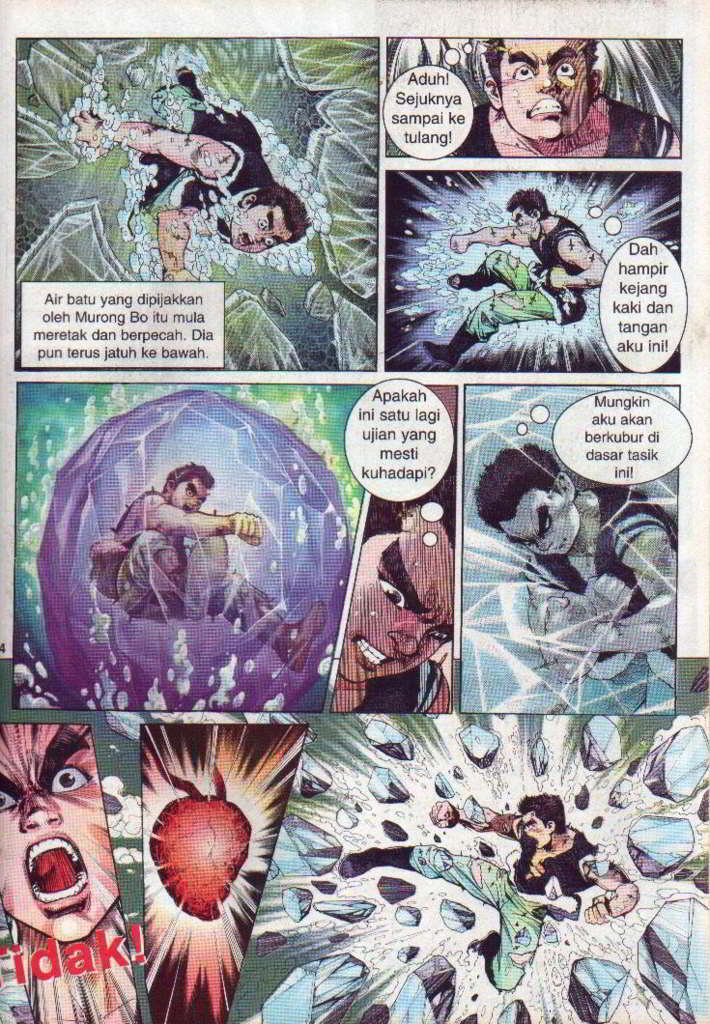 Air batu yang dipijakkan
oleh Murong Bo itu mula
meretak dan berpecah. Dia
pun terus jatuh ke bawah.
Aduh!
Sejuknya
sampai ke
tulang!
Dah
hampir
kejang
kaki dan
tangan
aku ini!
Apakah
ini satu lagi
ujian yang
mesti
kuhadapi?
Mungkin
aku akan
berkubur di
dasar tasik
ini!
4
Tidak!